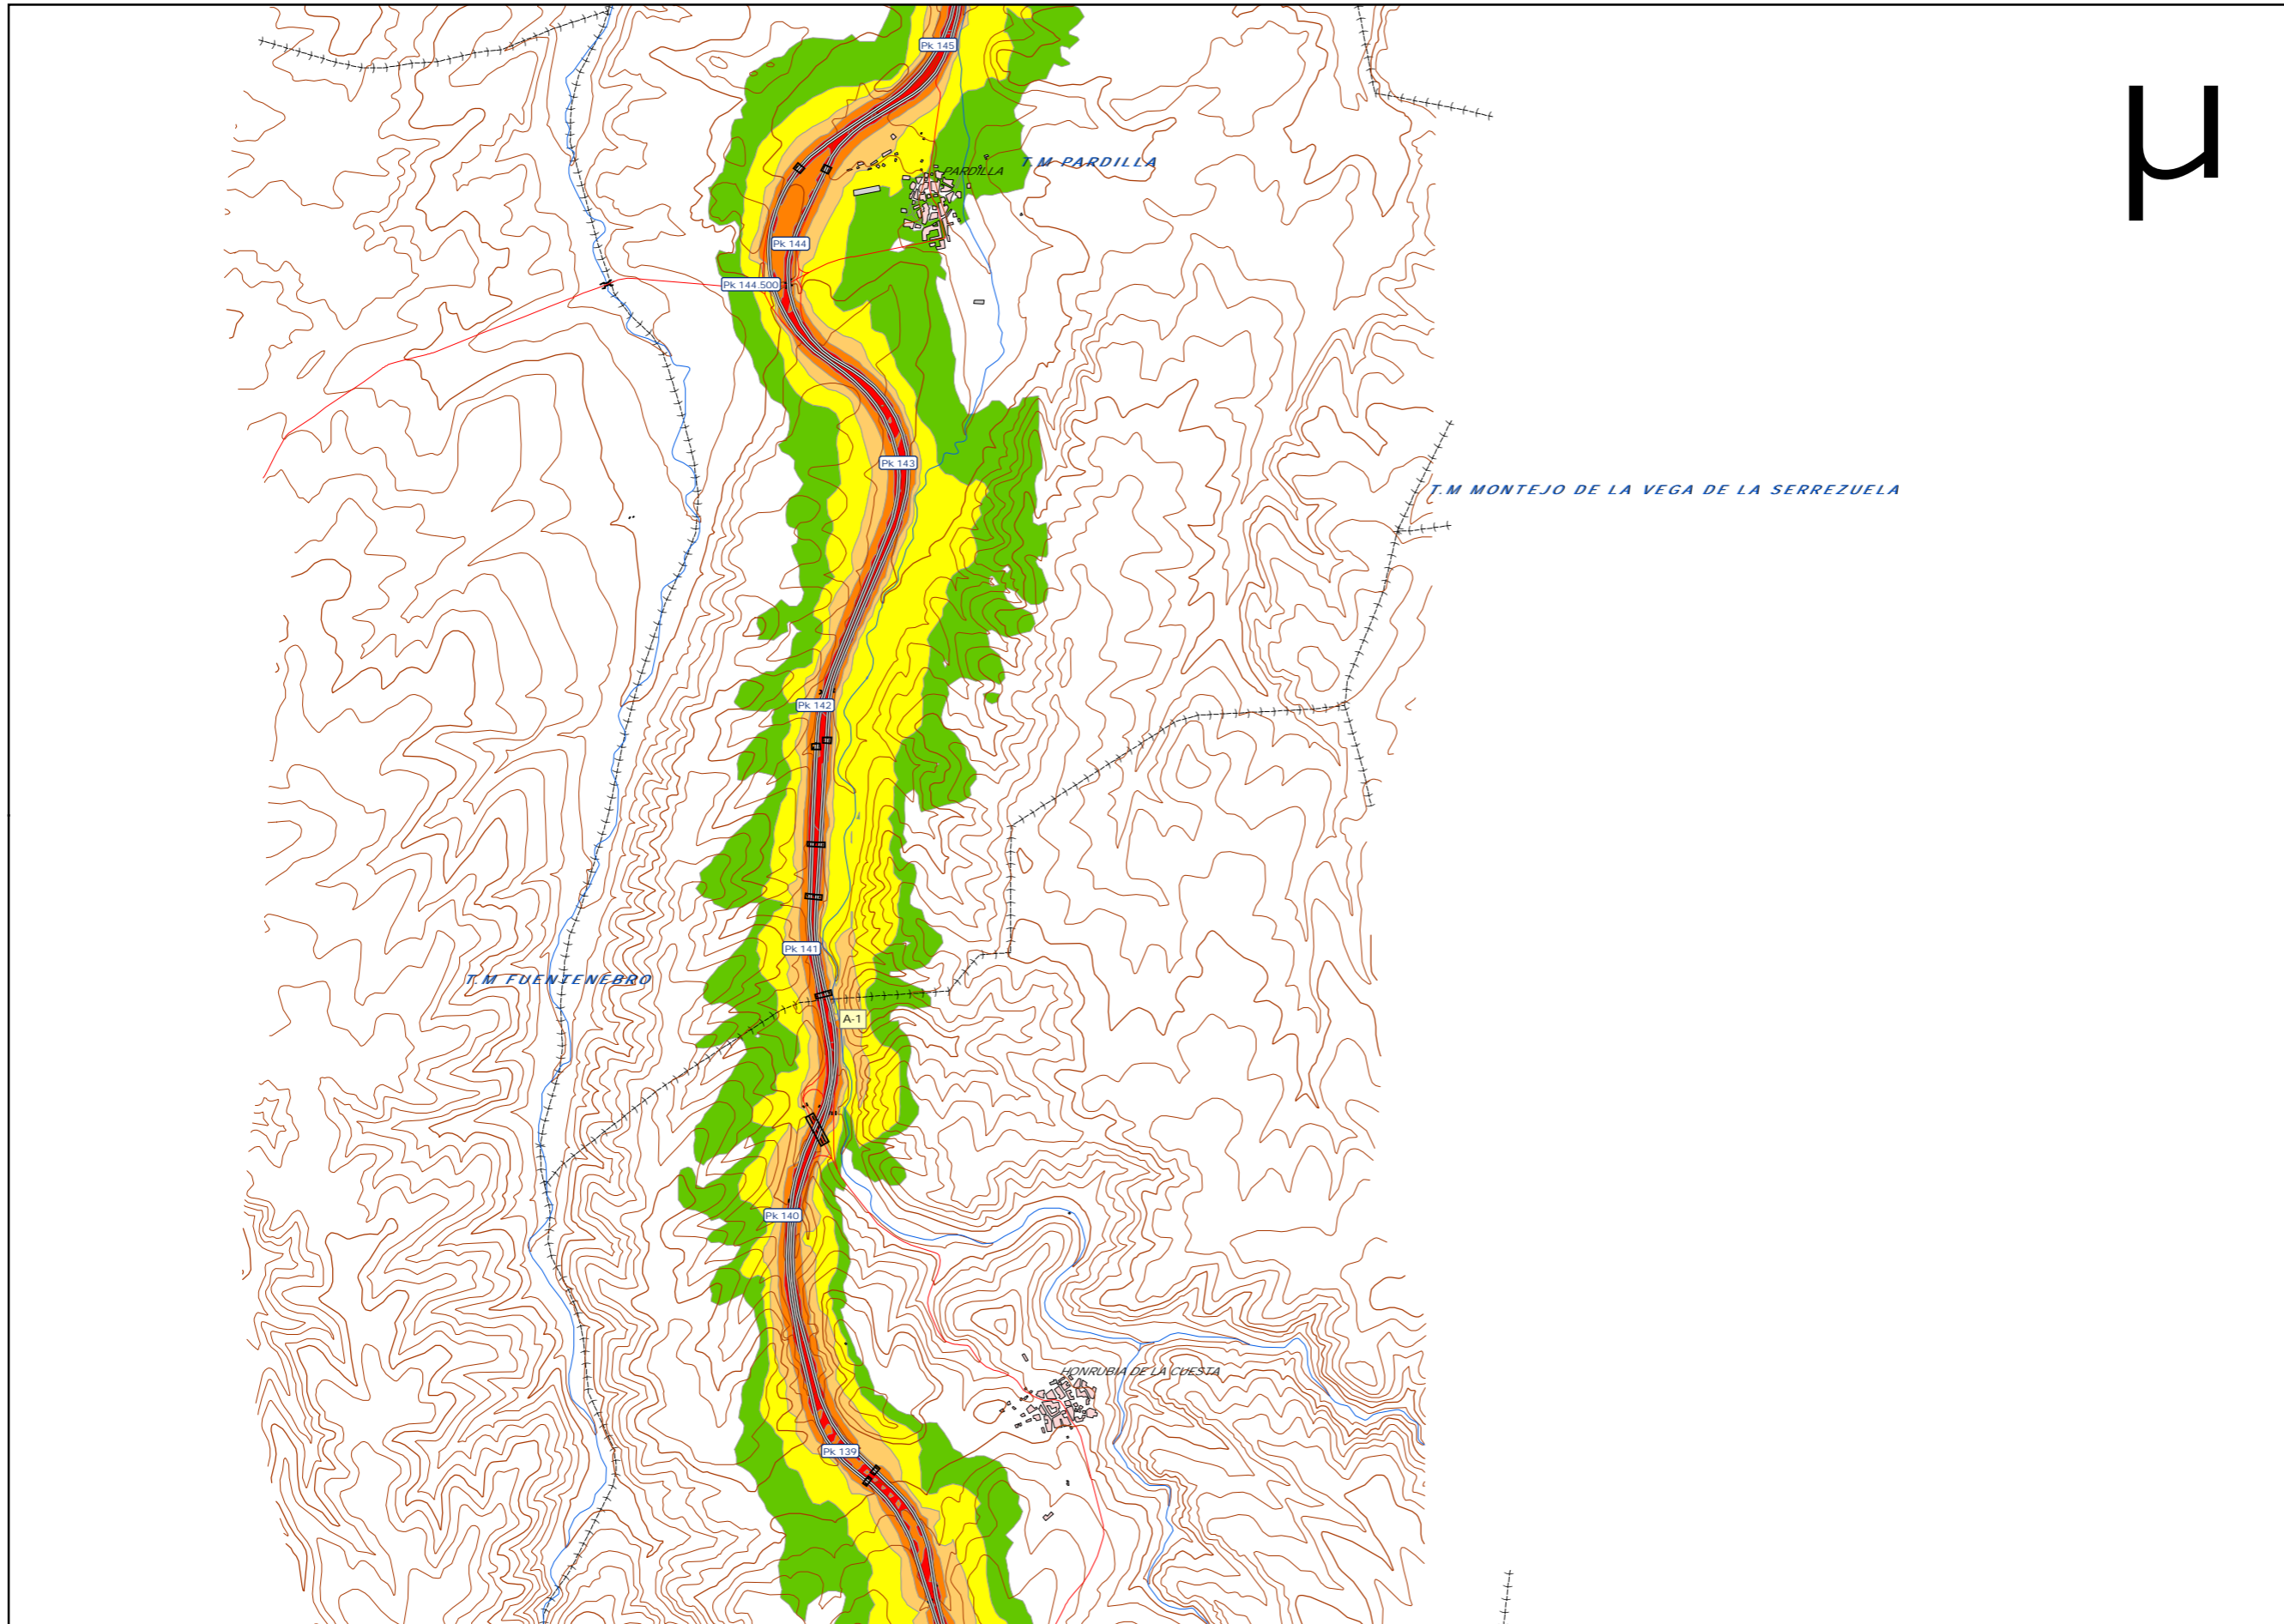 Pk 145
µ
T.M PARDILLA
PARDILLA
Pk 144
Pk 144.500
Pk 143
T.M MONTEJO DE LA VEGA DE LA SERREZUELA
Pk 142
Pk 141
T.M FUENTENEBRO
A-1
Pk 140
HONRUBIA DE LA CUESTA
Pk 139